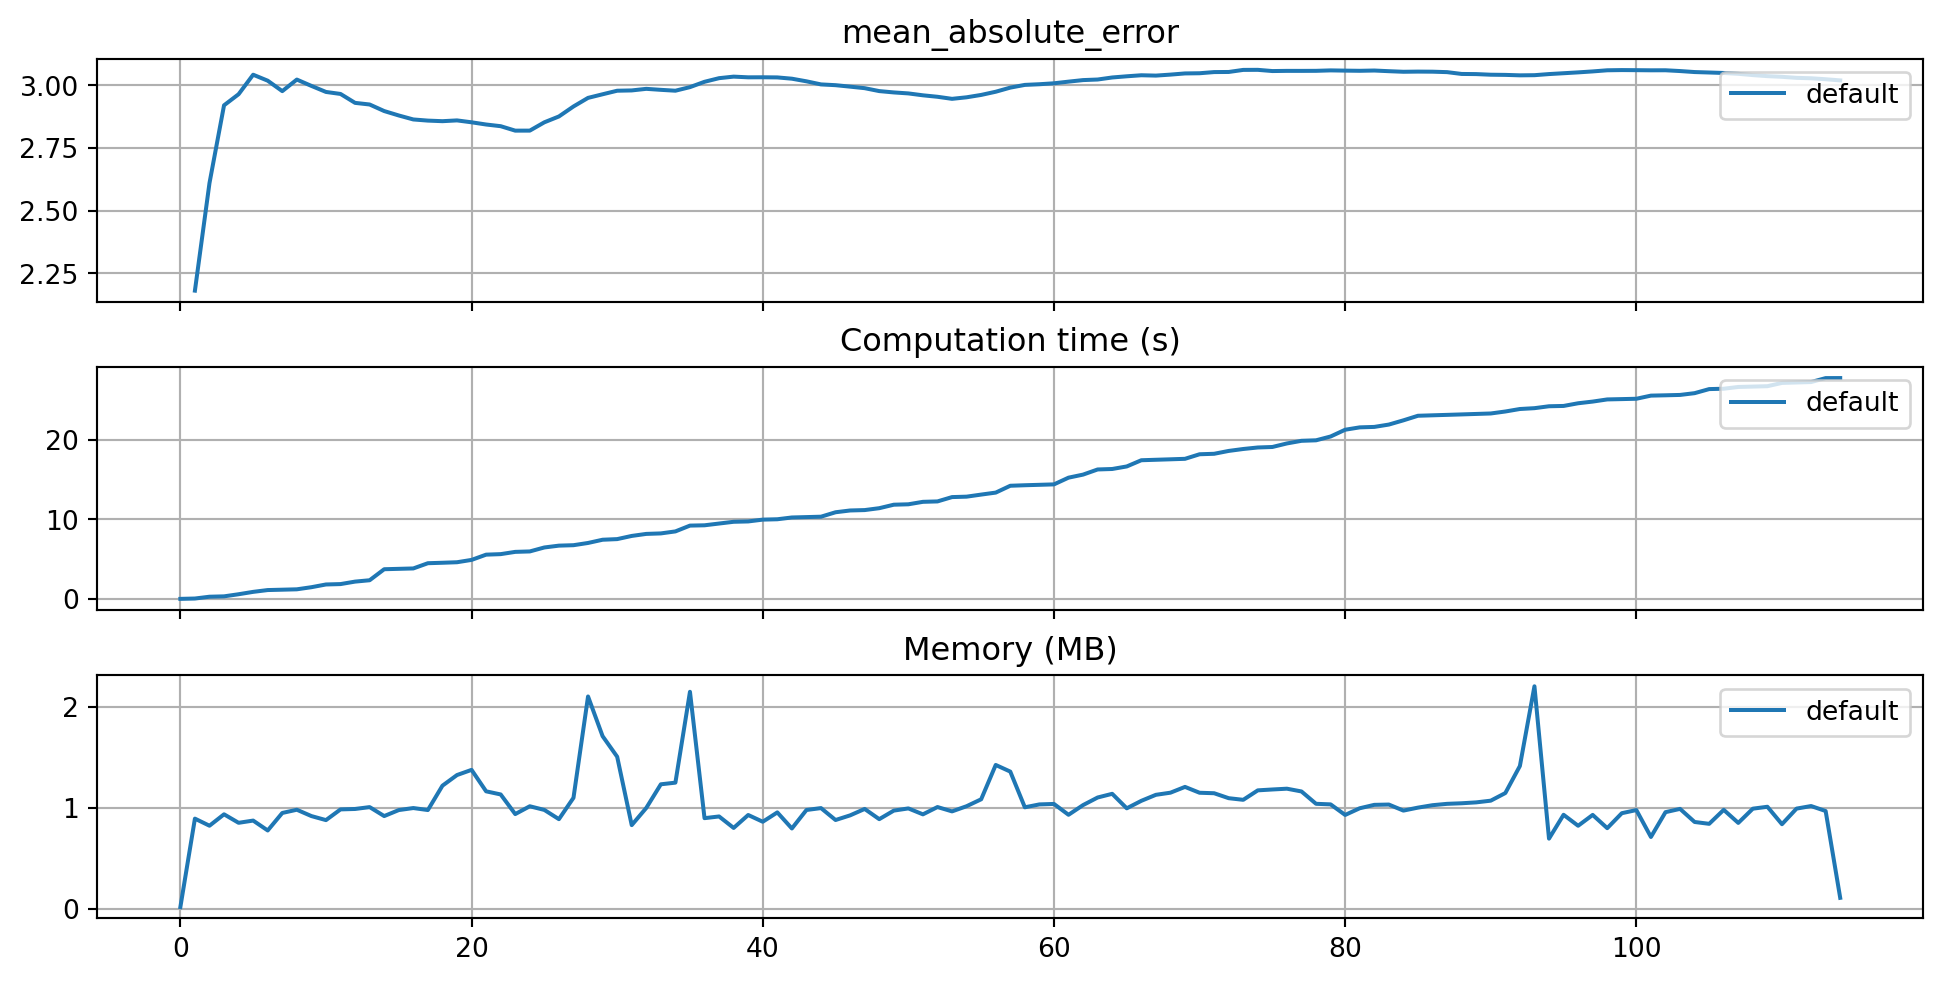 mean_absolute_error
3.00
2.75
2.50
2.25
default
Computation time (s)
20
10
0
default
Memory (MB)
2
1
0
default
0 20 40 60 80 100